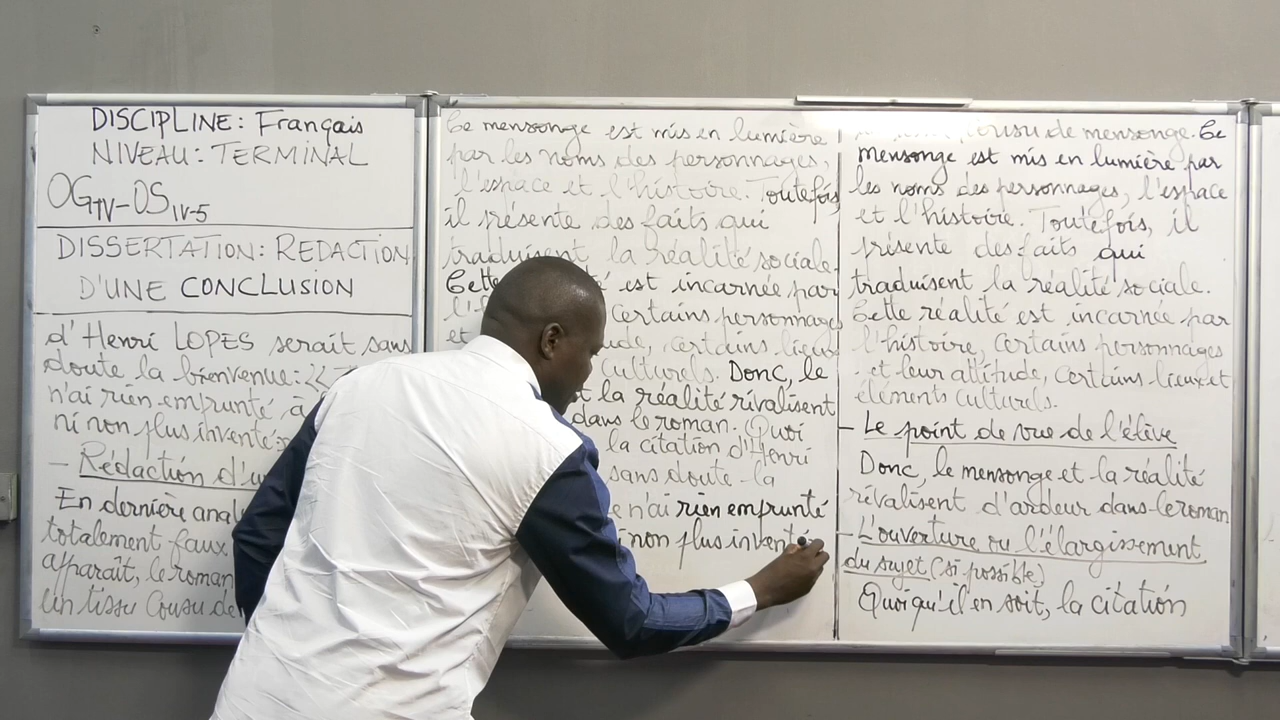 DISCIPLINE: Français
NIVEAU: TERMINAL
OG IV-OS IV-5
DISSERTATION: REDACTION
D'UNE CONCLUSION
d'Henri LOPES serait sans
doute la bienvenue: <<
n'ai rien emprunté, à
ni non plus inventé
- Rédaction d'u
En dernière anal
totalement faux.
apparaît, le roman
un tissu cousu de
Ce mensonge est mis en lumière
par les noms des personnages,
l'espace et l'histoire. Toutefois,
il présente des faits qui
traduisent la réalité sociale.
Cette té est incarnée par
l'h certains personnages
et ude, certains lieux
culturels. Donc, le
t la réalité rivalisent
dans le roman. Quoi
la citation d'Henri
sans doute la
n'ai rien emprunté
ni non plus inventé
cousu de mensonge. Ce
mensonge est mis en lumière par
les noms des personnages, l'espace
et l'histoire. Toutefois, il
présente des faits qui
traduisent la réalité sociale.
Cette réalité est incarnée par
l'histoire, certains personnages
et leur attitude, certains lieux et
éléments culturels.
- Le point de vue de l'élève
Donc, le mensonge et la réalité
rivalisent d'ardeur dans le roman
- L'ouverture ou l'élargissement
du sujet (si possible)
Quoi qu'il en soit, la citation